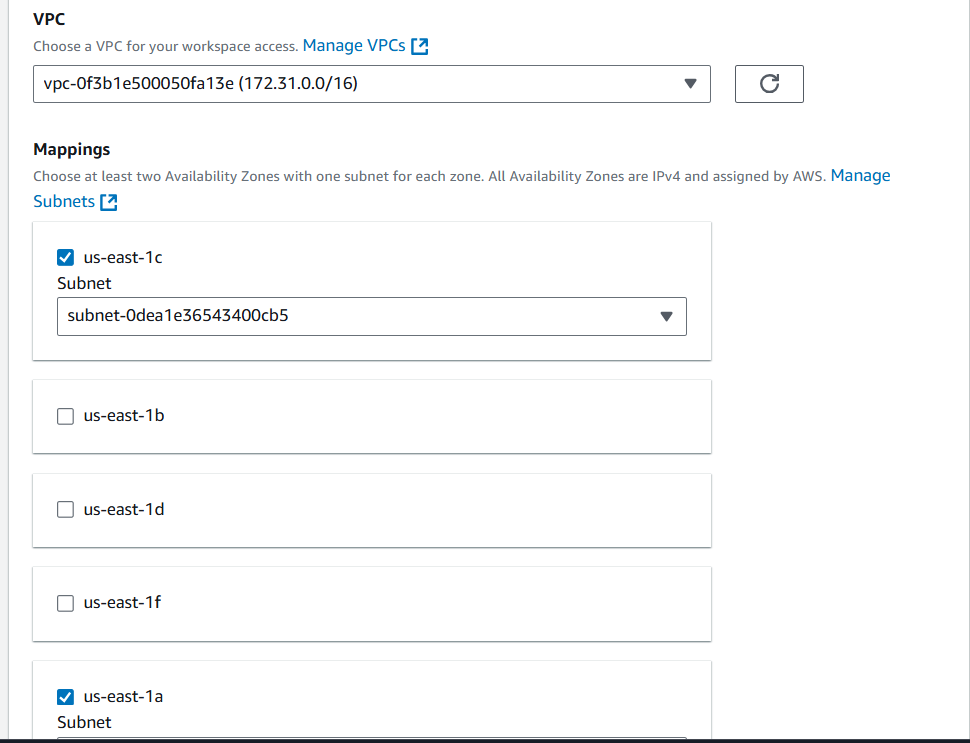 VPC
Choose a VPC for your workspace access. Manage VPCs
vpc-0f3b1e500050fa13e (172.31.0.0/16)
Mappings
Choose at least two Availability Zones with one subnet for each zone. All Availability Zones are IPv4 and assigned by AWS. Manage
Subnets
us-east-1c
Subnet
subnet-0dea1e36543400cb5
us-east-1b
us-east-1d
us-east-1f
us-east-1a
Subnet